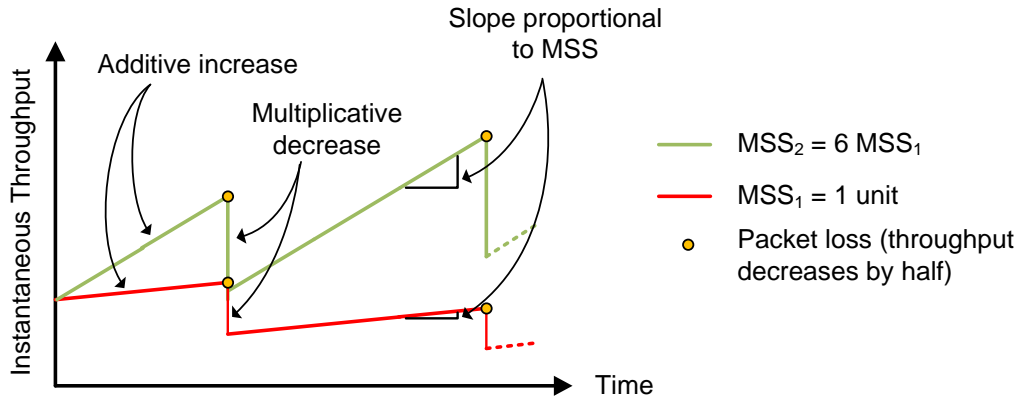 Slope proportional
to MSS
Additive increase
Multiplicative
decrease
Instantaneous Throughput
MSS₂ = 6 MSS₁
MSS₁ = 1 unit
Packet loss (throughput
decreases by half)
Time